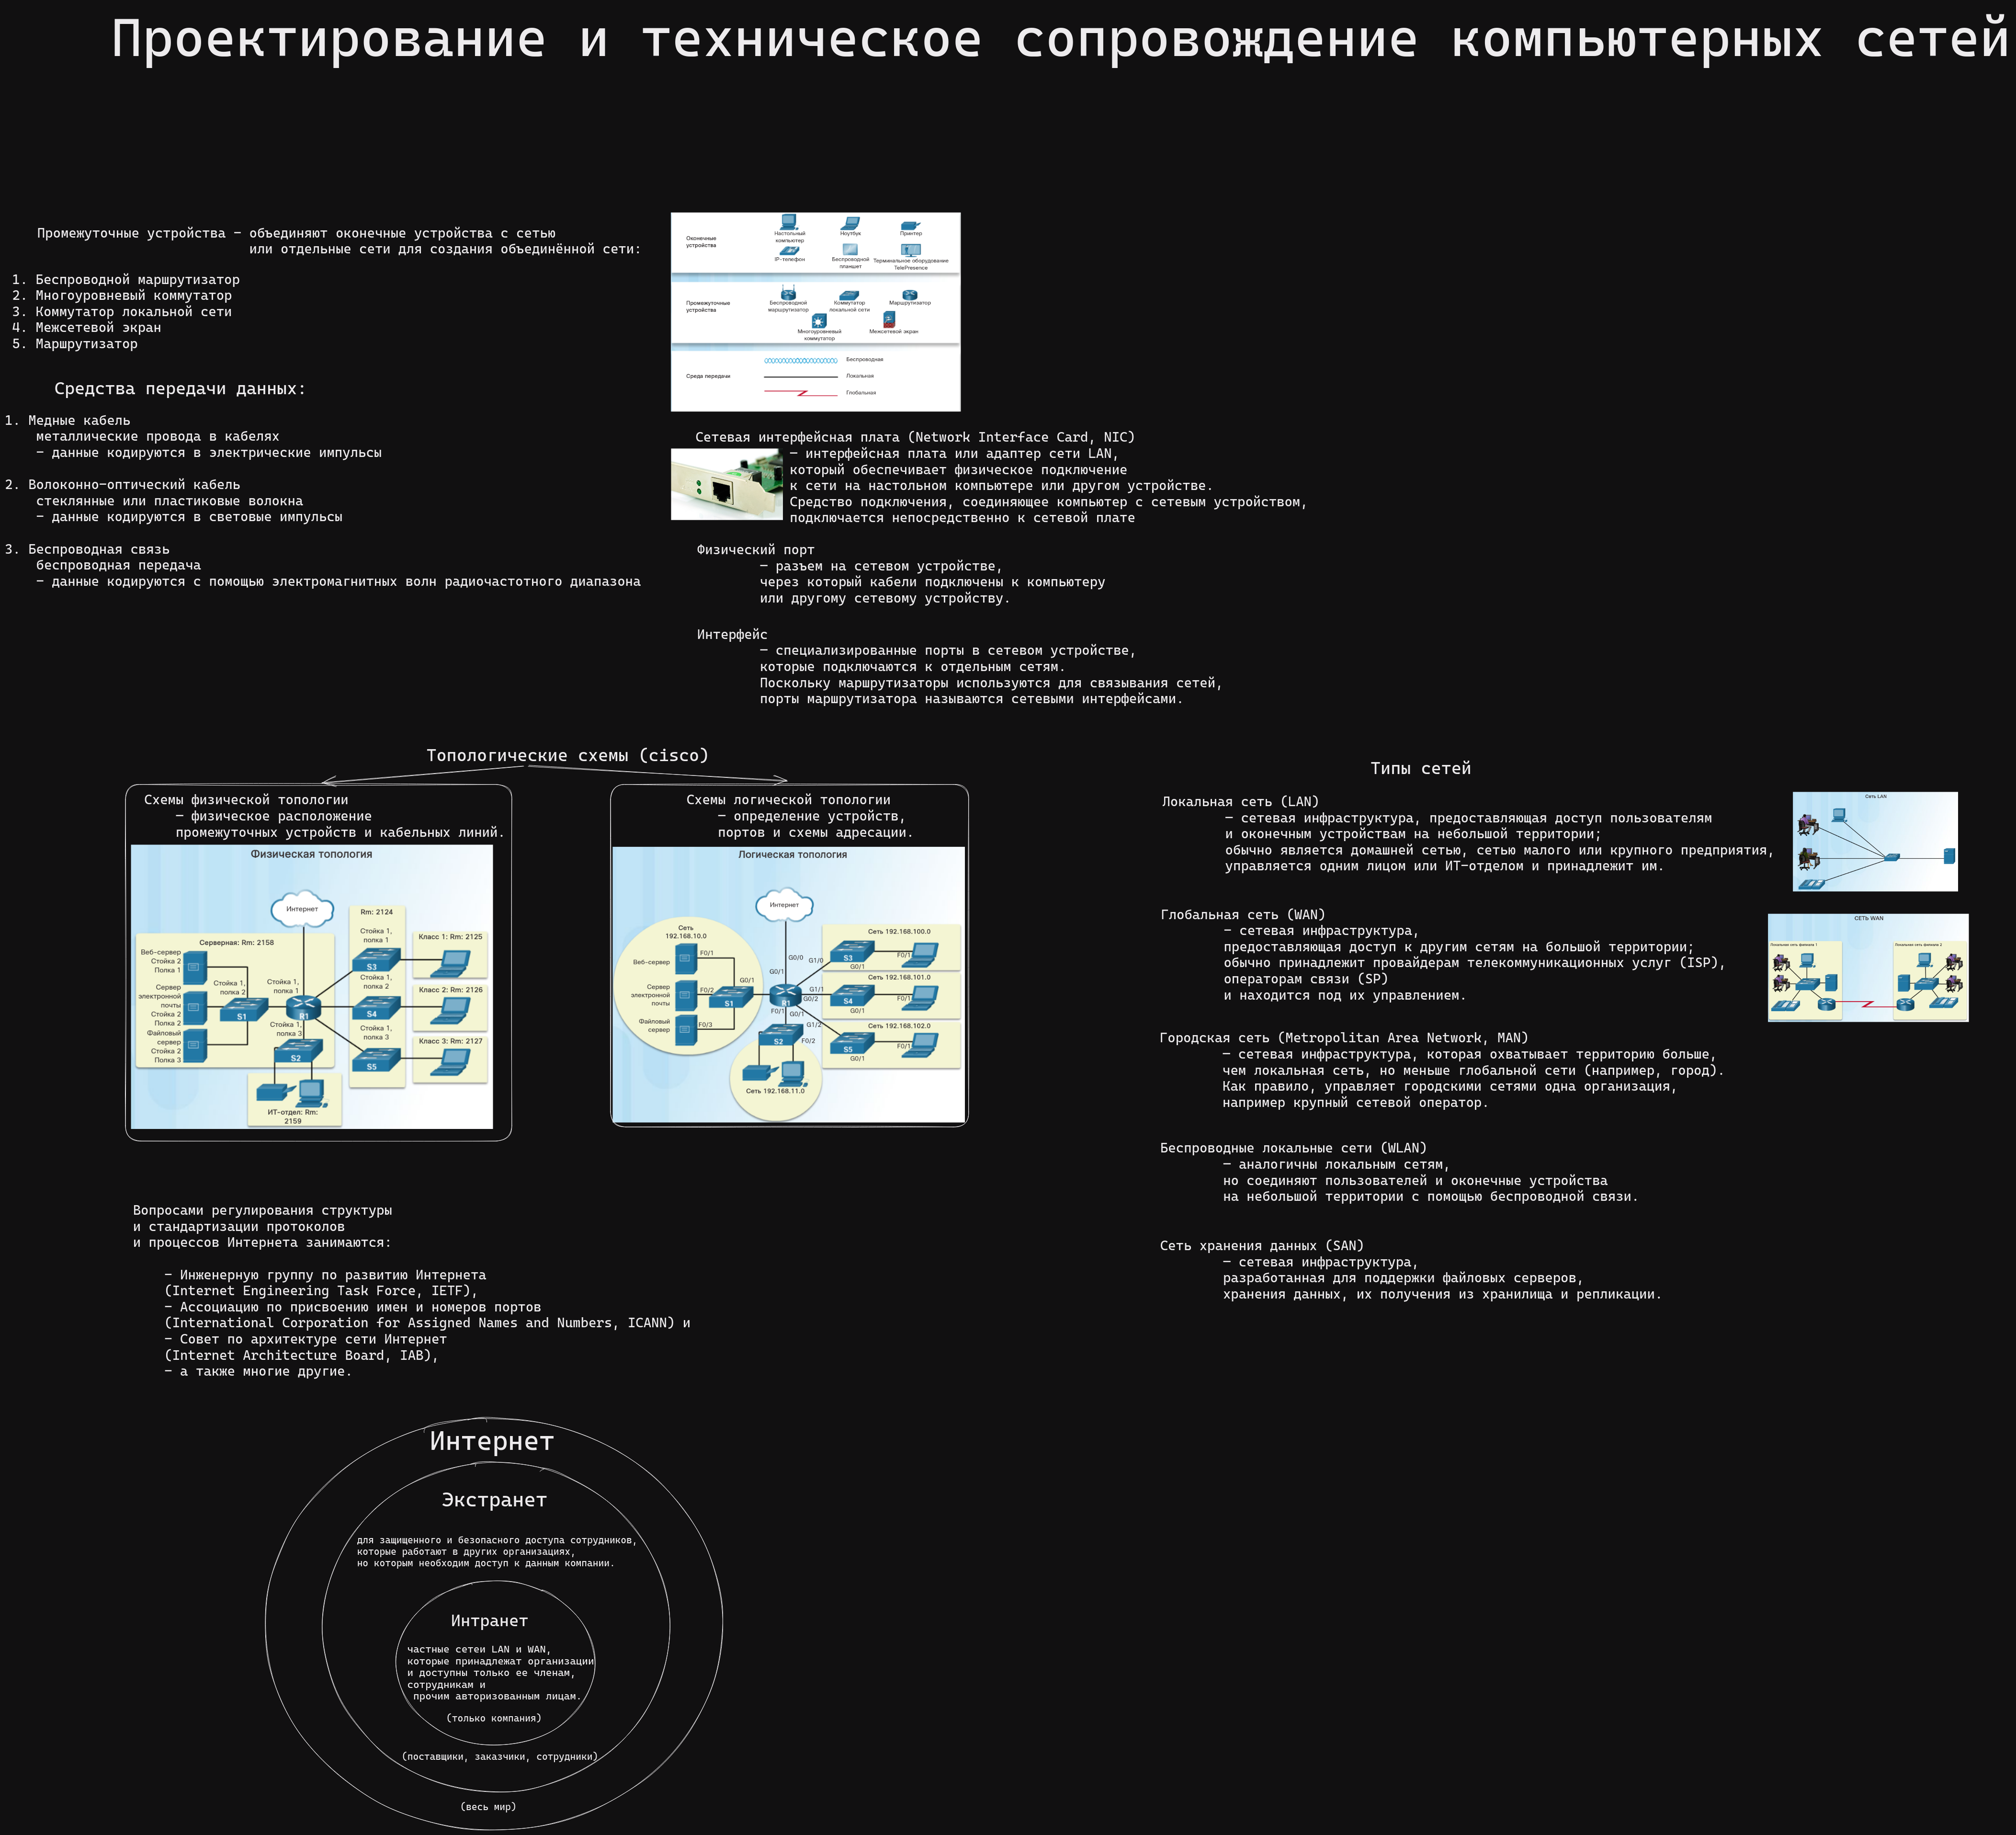 Проектирование и техническое сопровождение компьютерных сетей
Промежуточные устройства – объединяют оконечные устройства с сетью
или отдельные сети для создания объединённой сети:
1. Беспроводной маршрутизатор
2. Многоуровневый коммутатор
3. Коммутатор локальной сети
4. Межсетевой экран
5. Маршрутизатор
Средства передачи данных:
1. Медные кабель
металлические провода в кабелях
– данные кодируются в электрические импульсы
2. Волоконно-оптический кабель
стеклянные или пластиковые волокна
– данные кодируются в световые импульсы
3. Беспроводная связь
беспроводная передача
– данные кодируются с помощью электромагнитных волн радиочастотного диапазона
Оконечные
устройства
Настольный
компьютер
Ноутбук
Принтер
IP-телефон
Беспроводной
планшет
Терминальное оборудование
TelePresence
Промежуточные
устройства
Беспроводной
маршрутизатор
Коммутатор
локальной сети
Маршрутизатор
Многоуровневый
коммутатор
Межсетевой экран
Среда передачи
Беспроводная
Локальная
Глобальная
Сетевая интерфейсная плата (Network Interface Card, NIC)
– интерфейсная плата или адаптер сети LAN,
который обеспечивает физическое подключение
к сети на настольном компьютере или другом устройстве.
Средство подключения, соединяющее компьютер с сетевым устройством,
подключается непосредственно к сетевой плате
Физический порт
– разъем на сетевом устройстве,
через который кабели подключены к компьютеру
или другому сетевому устройству.
Интерфейс
– специализированные порты в сетевом устройстве,
которые подключаются к отдельным сетям.
Поскольку маршрутизаторы используются для связывания сетей,
порты маршрутизатора называются сетевыми интерфейсами.
Топологические схемы (cisco)
Схемы физической топологии
– физическое расположение
промежуточных устройств и кабельных линий.
Физическая топология
Интернет
Rm: 2124
Стойка 1,
полка 1
S3
Стойка 1,
полка 2
S4
Стойка 1,
полка 3
S5
Класс 1: Rm: 2125
Класс 2: Rm: 2126
Класс 3: Rm: 2127
Серверная: Rm: 2158
Веб-сервер
Стойка 2
Полка 1
Сервер
электронной
почты
Стойка 2
Полка 2
Файловый
сервер
Стойка 2
Полка 3
Стойка 1,
полка 2
S1
Стойка 1,
полка 1
R1
Стойка 1,
полка 3
S2
ИТ-отдел: Rm:
2159
Схемы логической топологии
– определение устройств,
портов и схемы адресации.
Логическая топология
Интернет
Сеть
192.168.10.0
Веб-сервер
F0/1
Сервер
электронной
почты
F0/2
Файловый
сервер
F0/3
G0/1
S1
G0/0
G0/1
G1/0
R1
G1/1
G0/2
F0/1
G0/1
G1/2
S2
F0/2
Сеть 192.168.11.0
Сеть 192.168.100.0
S3
G0/1
F0/1
Сеть 192.168.101.0
S4
G0/1
F0/1
Сеть 192.168.102.0
S5
G0/1
F0/1
Типы сетей
Локальная сеть (LAN)
– сетевая инфраструктура, предоставляющая доступ пользователям
и оконечным устройствам на небольшой территории;
обычно является домашней сетью, сетью малого или крупного предприятия,
управляется одним лицом или ИТ-отделом и принадлежит им.
Сеть LAN
Глобальная сеть (WAN)
– сетевая инфраструктура,
предоставляющая доступ к другим сетям на большой территории;
обычно принадлежит провайдерам телекоммуникационных услуг (ISP),
операторам связи (SP)
и находится под их управлением.
СЕТЬ WAN
Локальная сеть филиала 1
Локальная сеть филиала 2
Городская сеть (Metropolitan Area Network, MAN)
– сетевая инфраструктура, которая охватывает территорию больше,
чем локальная сеть, но меньше глобальной сети (например, город).
Как правило, управляет городскими сетями одна организация,
например крупный сетевой оператор.
Беспроводные локальные сети (WLAN)
– аналогичны локальным сетям,
но соединяют пользователей и оконечные устройства
на небольшой территории с помощью беспроводной связи.
Сеть хранения данных (SAN)
– сетевая инфраструктура,
разработанная для поддержки файловых серверов,
хранения данных, их получения из хранилища и репликации.
Вопросами регулирования структуры
и стандартизации протоколов
и процессов Интернета занимаются:
– Инженерную группу по развитию Интернета
(Internet Engineering Task Force, IETF),
– Ассоциацию по присвоению имен и номеров портов
(International Corporation for Assigned Names and Numbers, ICANN) и
– Совет по архитектуре сети Интернет
(Internet Architecture Board, IAB),
– а также многие другие.
Интернет
Экстранет
для защищенного и безопасного доступа сотрудников,
которые работают в других организациях,
но которым необходим доступ к данным компании.
Интранет
частные сетеи LAN и WAN,
которые принадлежат организации
и доступны только ее членам,
сотрудникам и
прочим авторизованным лицам.
(только компания)
(поставщики, заказчики, сотрудники)
(весь мир)